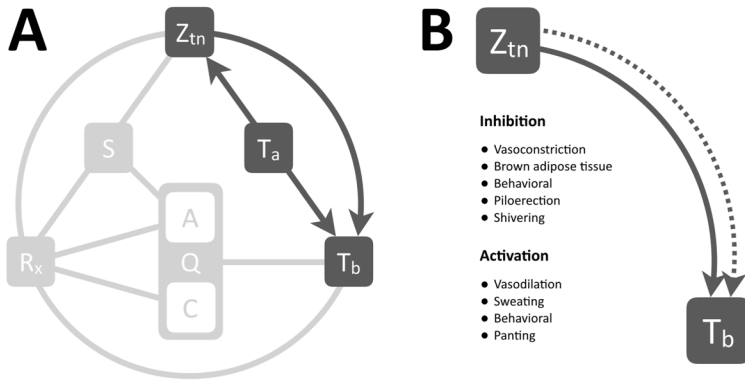 A
Ztn
S
Ta
A
Rx
Q
Tb
C
B
Ztn
Inhibition
● Vasoconstriction
● Brown adipose tissue
● Behavioral
● Piloerection
● Shivering
Activation
● Vasodilation
● Sweating
● Behavioral
● Panting
Tb